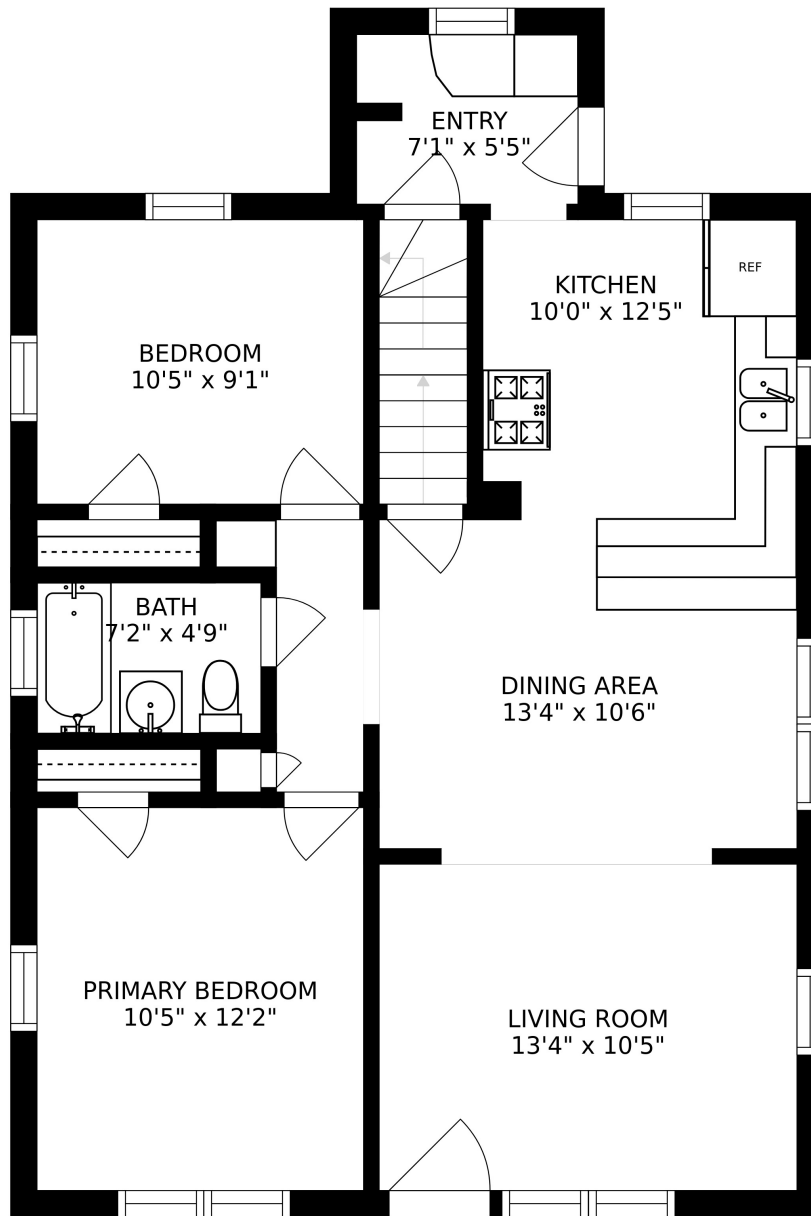 ENTRY
7'1" x 5'5"
KITCHEN
10'0" x 12'5"
REF
BEDROOM
10'5" x 9'1"
BATH
7'2" x 4'9"
DINING AREA
13'4" x 10'6"
PRIMARY BEDROOM
10'5" x 12'2"
LIVING ROOM
13'4" x 10'5"